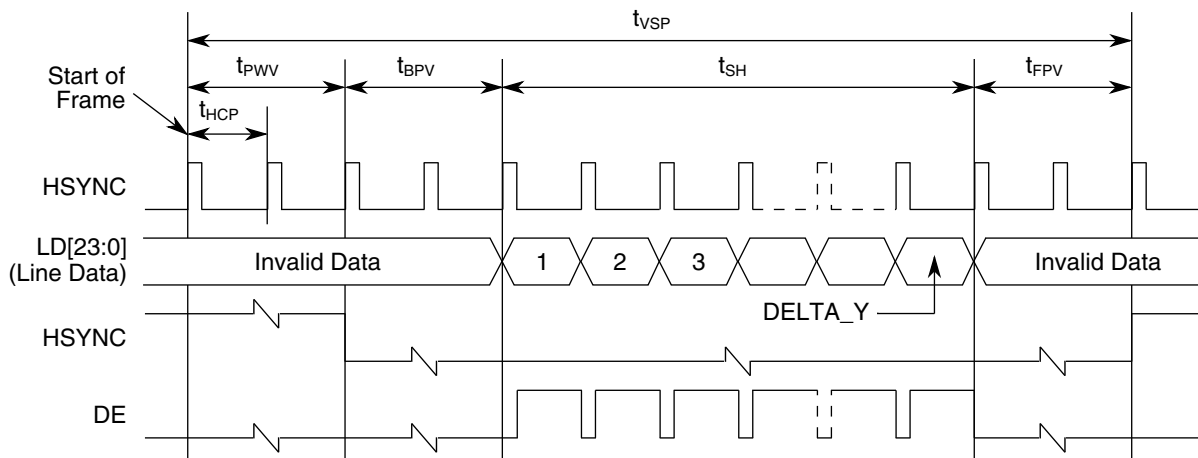 tVSP
tPWV
tBPV
tSH
tFPV
Start of
Frame
tHCP
HSYNC
LD[23:0]
(Line Data)
Invalid Data
1
2
3
Invalid Data
DELTA_Y
HSYNC
DE